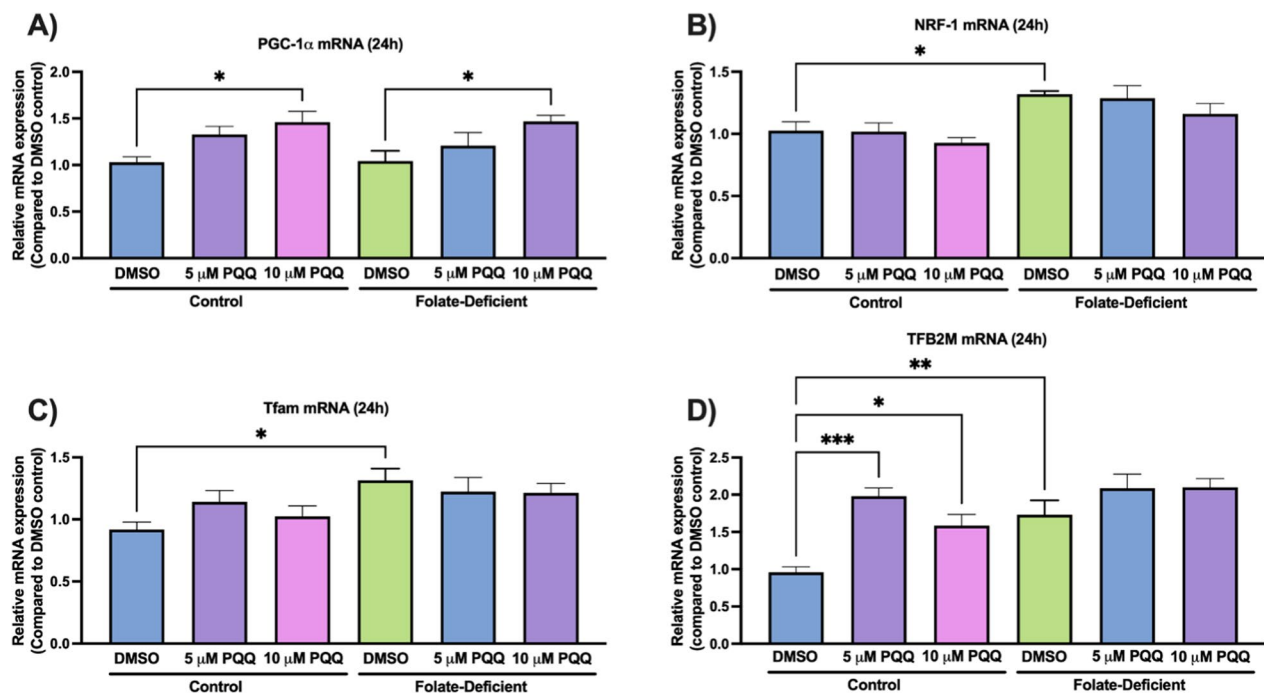 A)
PGC-1α mRNA (24h)
Relative mRNA expression
(Compared to DMSO control)
2.0
1.5
1.0
0.5
0.0
*
*
DMSO 5 μM PQQ 10 μM PQQ DMSO 5 μM PQQ 10 μM PQQ
Control Folate-Deficient
B)
NRF-1 mRNA (24h)
Relative mRNA expression
(Compared to DMSO control)
1.5
1.0
0.5
0.0
*
DMSO 5 μM PQQ 10 μM PQQ DMSO 5 μM PQQ 10 μM PQQ
Control Folate-Deficient
C)
Tfam mRNA (24h)
Relative mRNA expression
(Compared to DMSO control)
1.5
1.0
0.5
0.0
*
DMSO 5 μM PQQ 10 μM PQQ DMSO 5 μM PQQ 10 μM PQQ
Control Folate-Deficient
TFB2M mRNA (24h)
D)
Relative mRNA expression
(compared to DMSO control)
2.5
2.0
1.5
1.0
0.5
0.0
**
*
***
DMSO 5 μM PQQ 10 μM PQQ DMSO 5 μM PQQ 10 μM PQQ
Control Folate-Deficient